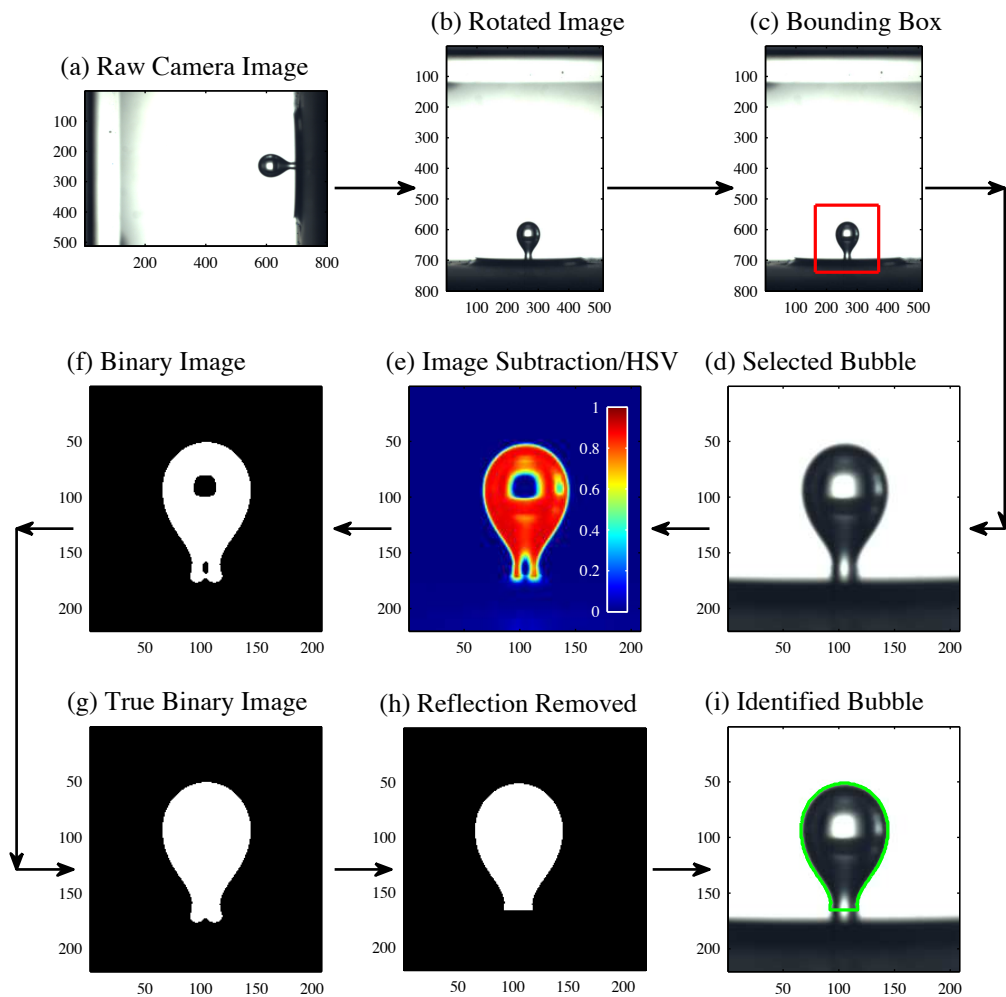 (a) Raw Camera Image
100
200
300
400
500
200 400 600 800
(b) Rotated Image
100
200
300
400
500
600
700
800
100 200 300 400 500
(c) Bounding Box
100
200
300
400
500
600
700
800
100 200 300 400 500
(f) Binary Image
50
100
150
200
50 100 150 200
(e) Image Subtraction/HSV
1
0.8
0.6
0.4
0.2
0
50 100 150 200
(d) Selected Bubble
50
100
150
200
50 100 150 200
(g) True Binary Image
50
100
150
200
50 100 150 200
(h) Reflection Removed
50
100
150
200
50 100 150 200
(i) Identified Bubble
50
100
150
200
50 100 150 200